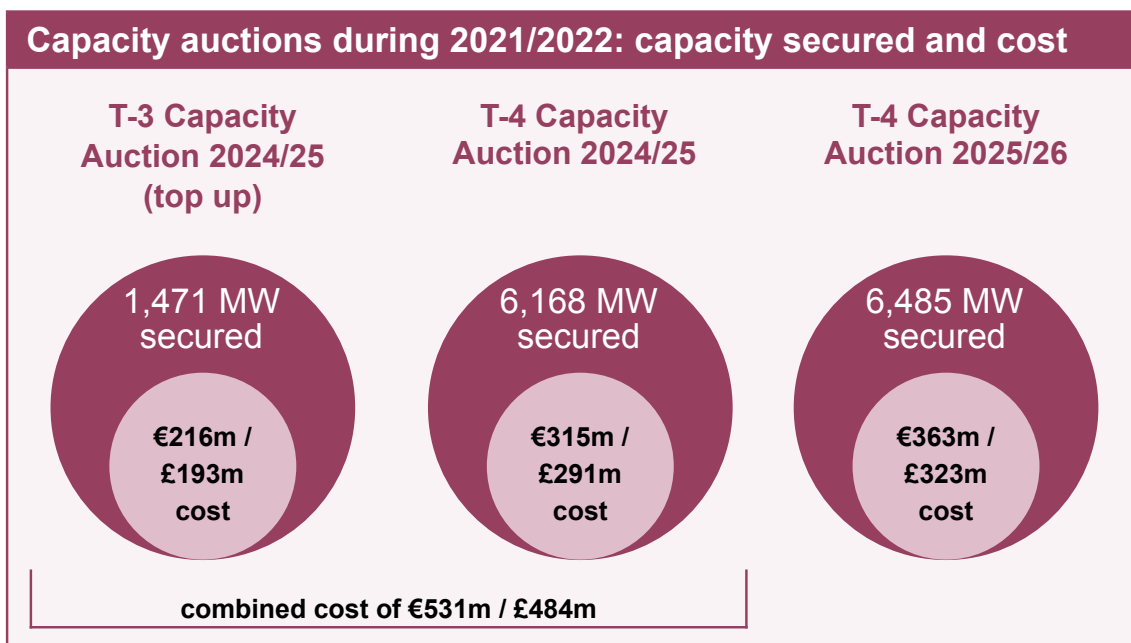 Capacity auctions during 2021/2022: capacity secured and cost
T-3 Capacity
Auction 2024/25
(top up)
1,471 MW
secured
€216m /
£193m
cost
T-4 Capacity
Auction 2024/25
6,168 MW
secured
€315m /
£291m
cost
T-4 Capacity
Auction 2025/26
6,485 MW
secured
€363m /
£323m
cost
combined cost of €531m / £484m